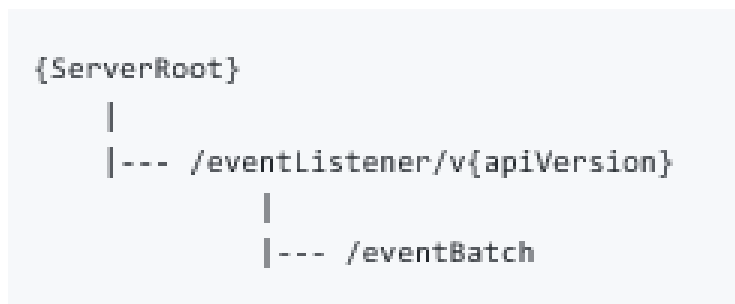 {ServerRoot}
|
|--- /eventListener/v{apiVersion}
|
|--- /eventBatch